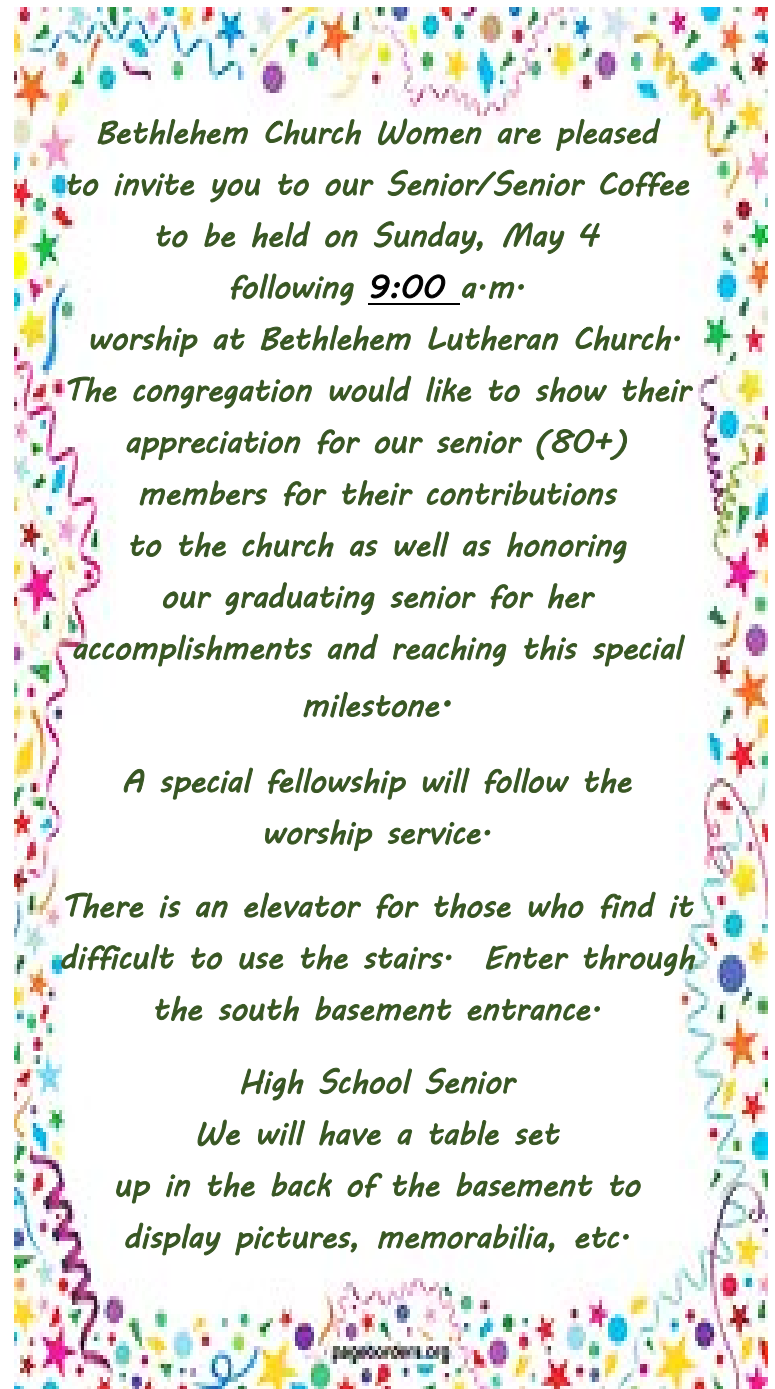 Bethlehem Church Women are pleased
to invite you to our Senior/Senior Coffee
to be held on Sunday, May 4
following 9:00 a.m.
worship at Bethlehem Lutheran Church.
The congregation would like to show their
appreciation for our senior (80+)
members for their contributions
to the church as well as honoring
our graduating senior for her
accomplishments and reaching this special
milestone.
A special fellowship will follow the
worship service.
There is an elevator for those who find it
difficult to use the stairs.  Enter through
the south basement entrance.
High School Senior
We will have a table set
up in the back of the basement to
display pictures, memorabilia, etc.
pageborders.org